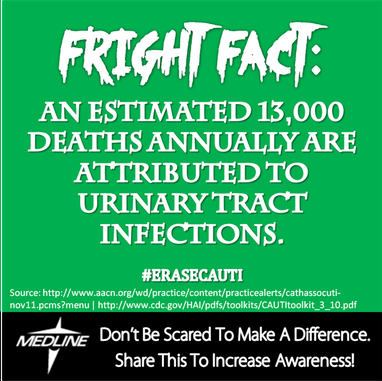 FRIGHT FACT:
AN ESTIMATED 13,000
DEATHS ANNUALLY ARE
ATTRIBUTED TO
URINARY TRACT
INFECTIONS.
#ERASECAUTI
Source: http://www.aacn.org/wd/practice/content/practicealerts/cathassocuti-
nov11.pcms?menu | http://www.cdc.gov/HAI/pdfs/toolkits/CAUTItoolkit_3_10.pdf
MEDLINE
Don't Be Scared To Make A Difference.
Share This To Increase Awareness!